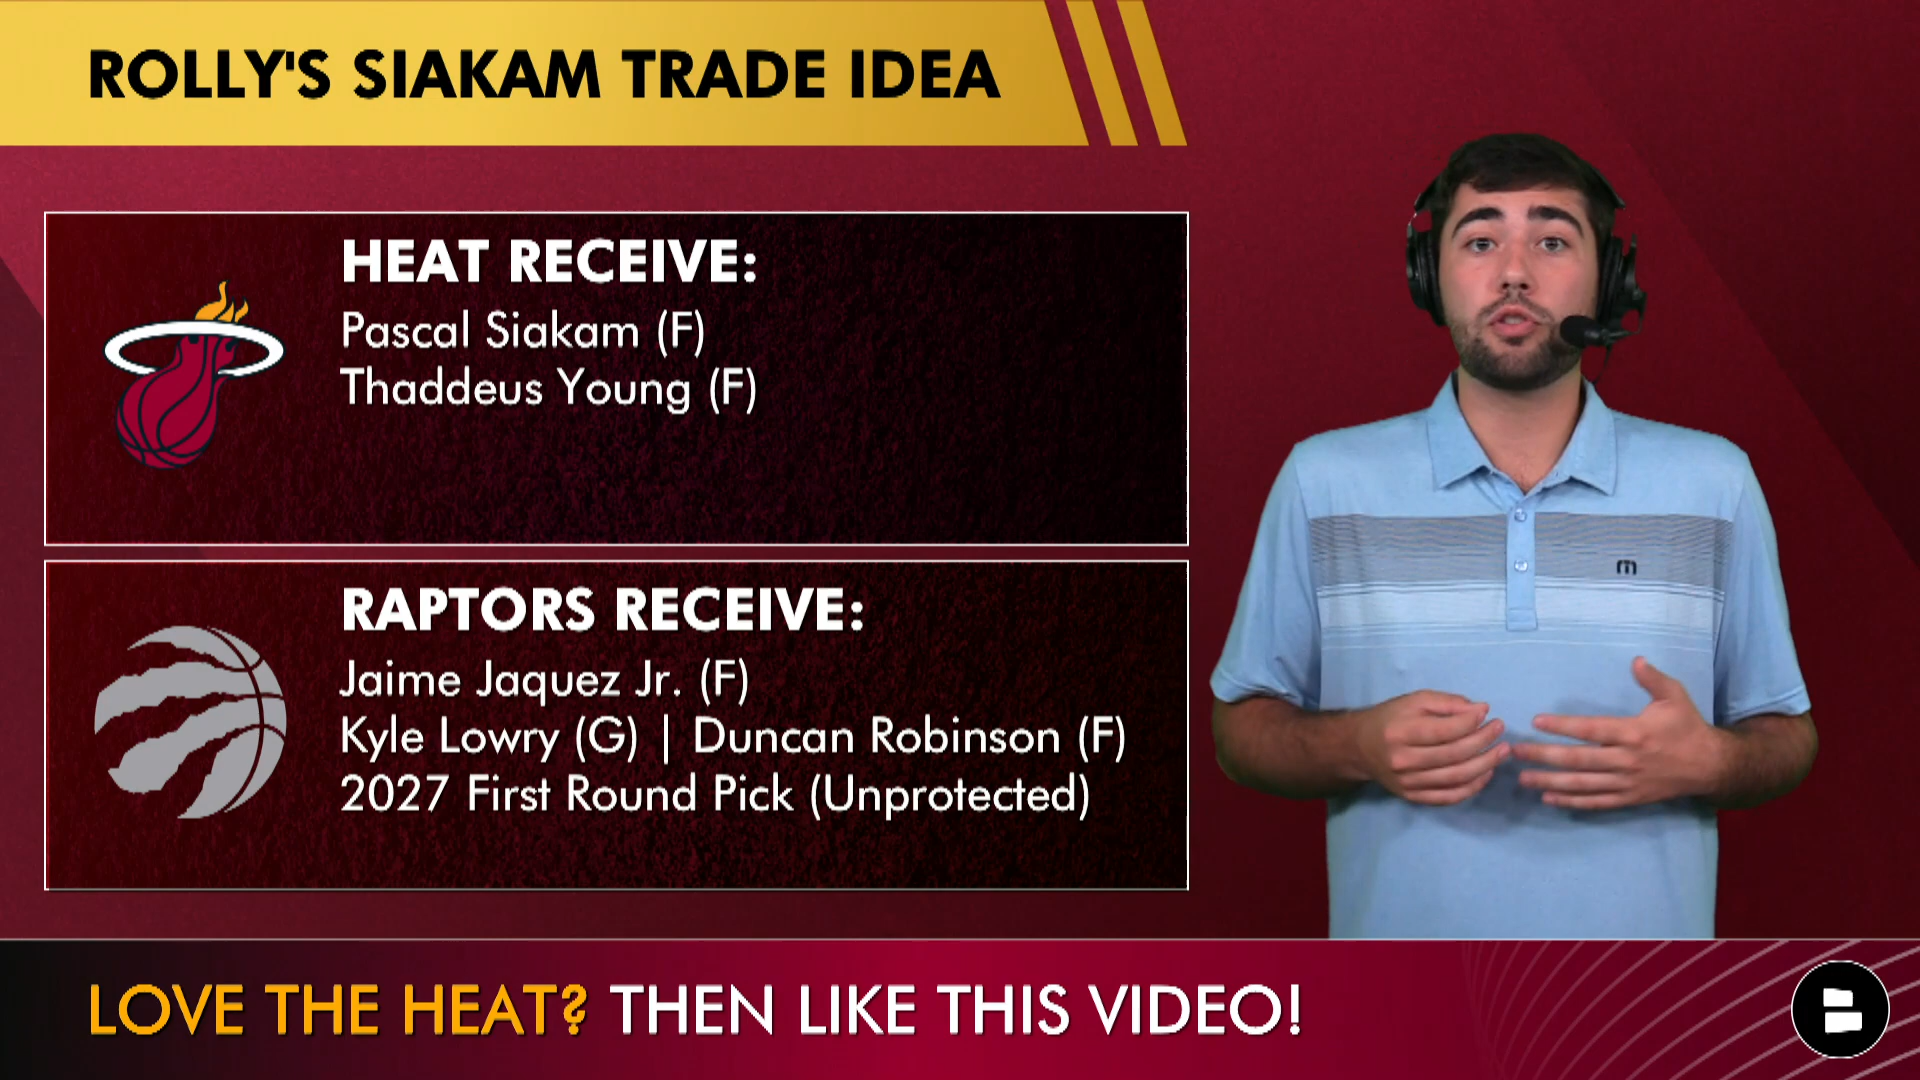 ROLLY'S SIAKAM TRADE IDEA
HEAT RECEIVE:
Pascal Siakam (F)
Thaddeus Young (F)
RAPTORS RECEIVE:
Jaime Jaquez Jr. (F)
Kyle Lowry (G) | Duncan Robinson (F)
2027 First Round Pick (Unprotected)
LOVE THE HEAT? THEN LIKE THIS VIDEO!